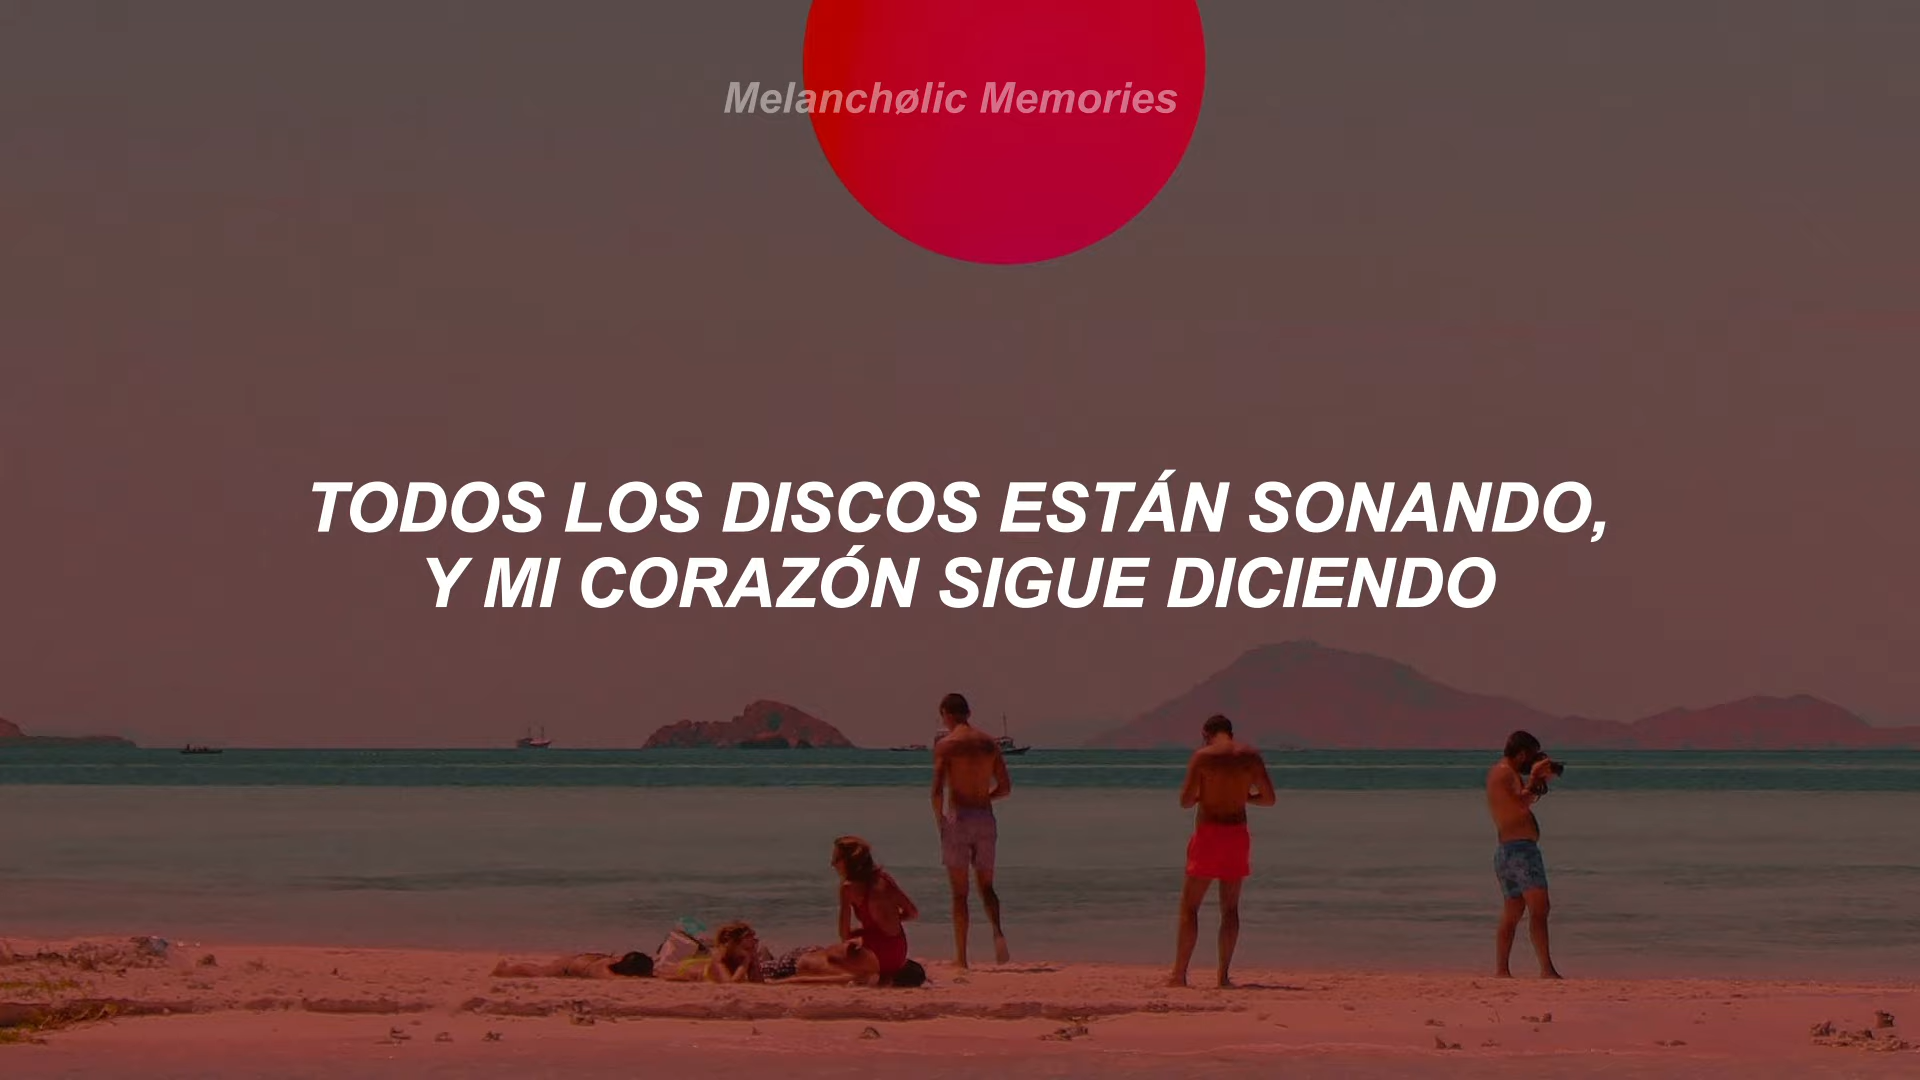 Melanchølic Memories
TODOS LOS DISCOS ESTÁN SONANDO,
Y MI CORAZÓN SIGUE DICIENDO